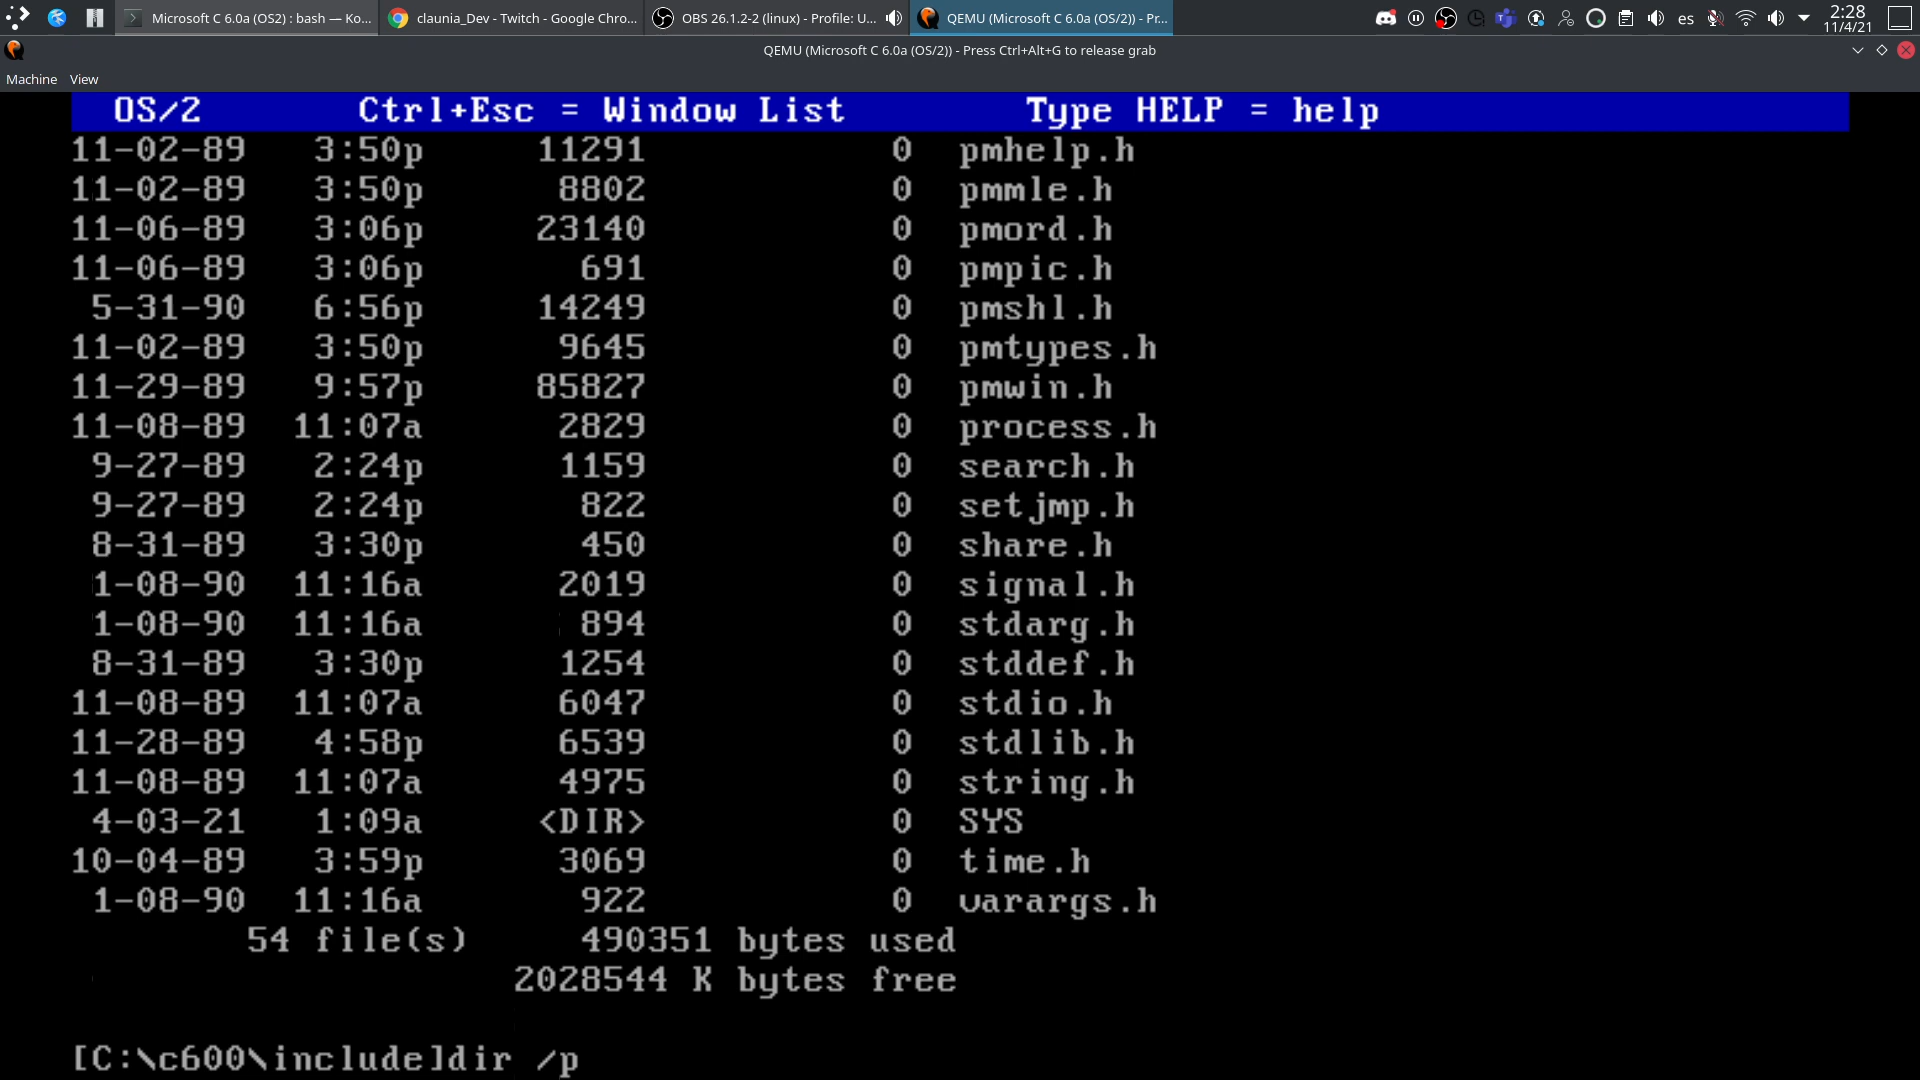 Microsoft C 6.0a (OS2) : bash — Ko...
claunia_Dev - Twitch - Google Chro...
OBS 26.1.2-2 (linux) - Profile: U...
QEMU (Microsoft C 6.0a (OS/2)) - Pr...
es
2:28
11/4/21
QEMU (Microsoft C 6.0a (OS/2)) - Press Ctrl+Alt+G to release grab
Machine View
OS/2 Ctrl+Esc = Window List Type HELP = help
11-02-89 3:50p 11291 0 pmhelp.h
11-02-89 3:50p 8802 0 pmmle.h
11-06-89 3:06p 23140 0 pmord.h
11-06-89 3:06p 691 0 pmpic.h
5-31-90 6:56p 14249 0 pmshl.h
11-02-89 3:50p 9645 0 pmtypes.h
11-29-89 9:57p 85827 0 pmwin.h
11-08-89 11:07a 2829 0 process.h
9-27-89 2:24p 1159 0 search.h
9-27-89 2:24p 822 0 setjmp.h
8-31-89 3:30p 450 0 share.h
1-08-90 11:16a 2019 0 signal.h
1-08-90 11:16a 894 0 stdarg.h
8-31-89 3:30p 1254 0 stddef.h
11-08-89 11:07a 6047 0 stdio.h
11-28-89 4:58p 6539 0 stdlib.h
11-08-89 11:07a 4975 0 string.h
4-03-21 1:09a <DIR> 0 SYS
10-04-89 3:59p 3069 0 time.h
1-08-90 11:16a 922 0 varargs.h
54 file(s) 490351 bytes used
2028544 K bytes free
[C:\c600\include]dir /p